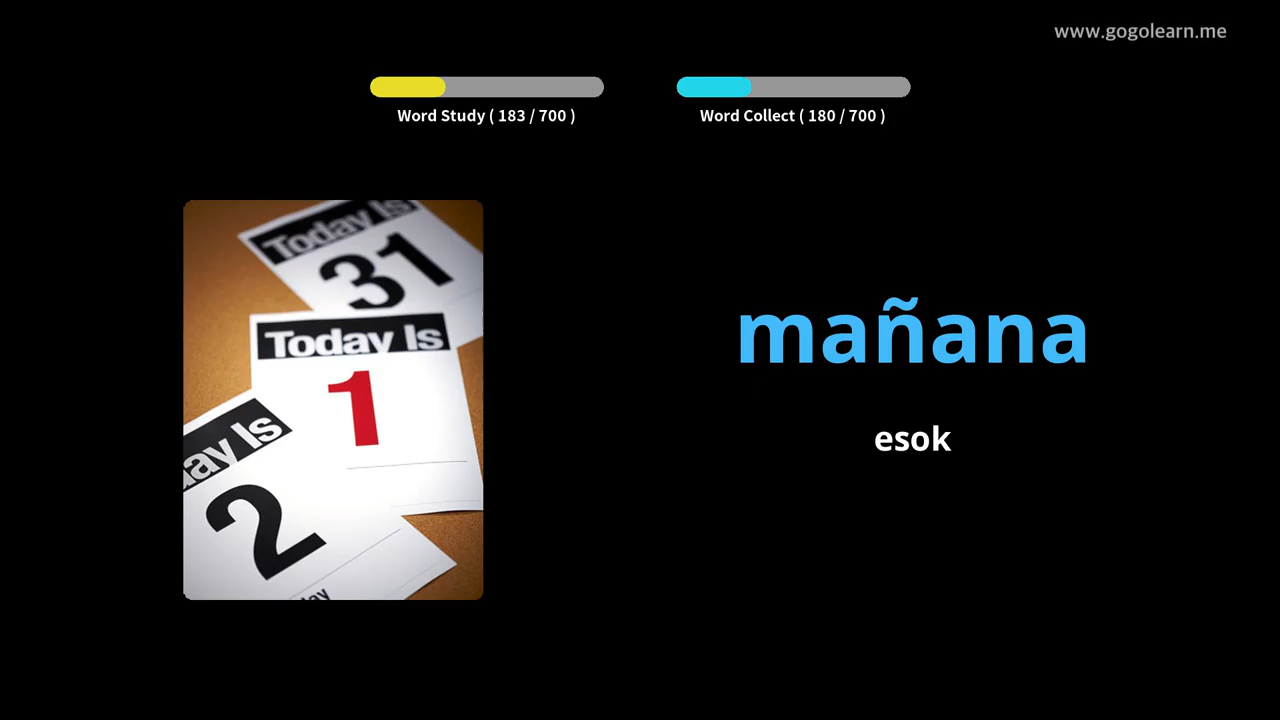 www.gogolearn.me
Word Study ( 183 / 700 )
Word Collect ( 180 / 700 )
Today Is
31
Today Is
1
ay Is
2
mañana
esok